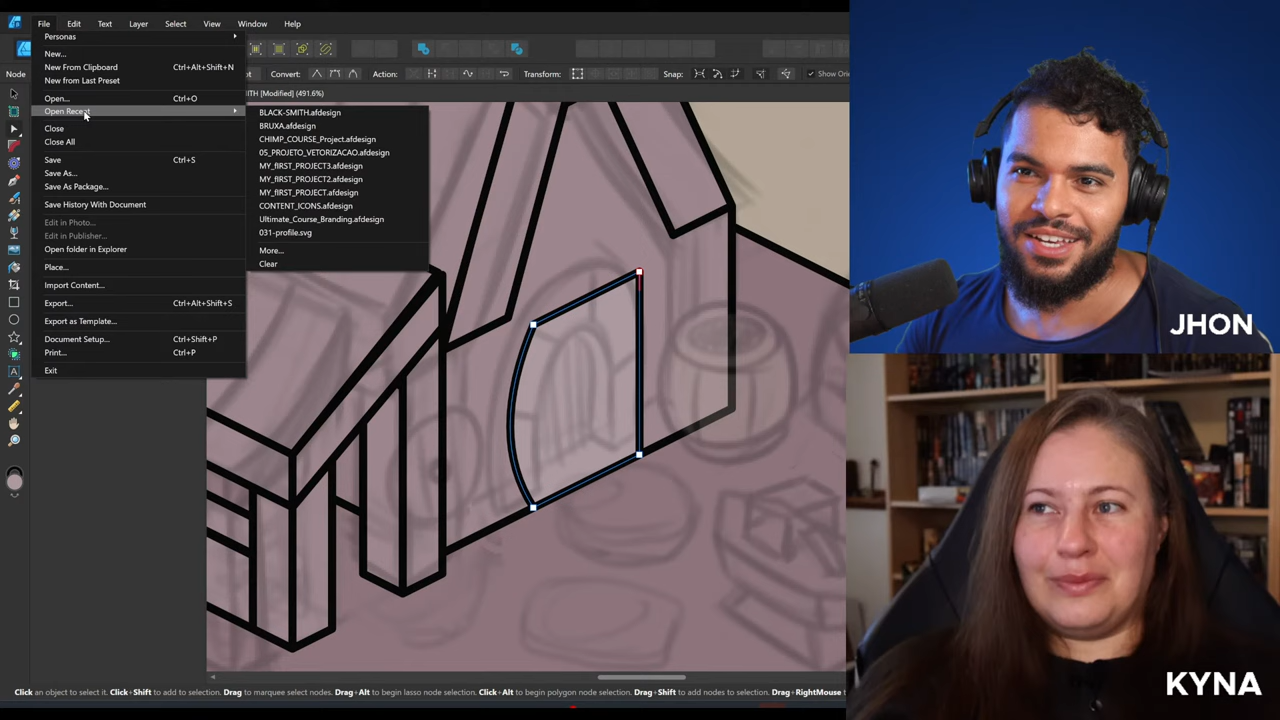 File Edit Text Layer Select View Window Help
Personas
New...
New From Clipboard Ctrl+Alt+Shift+N
New from Last Preset
Open... Ctrl+O
Open Recent
Close
Close All
Save Ctrl+S
Save As...
Save As Package...
Save History With Document
Edit in Photo...
Edit in Publisher...
Open folder in Explorer
Place...
Import Content...
Export... Ctrl+Alt+Shift+S
Export as Template...
Document Setup... Ctrl+Shift+P
Print... Ctrl+P
Exit
BLACK-SMITH.afdesign
BRUXA.afdesign
CHIMP_COURSE_Project.afdesign
05_PROJETO_VETORIZACAO.afdesign
MY_fIRST_PROJECT3.afdesign
MY_fIRST_PROJECT2.afdesign
MY_fIRST_PROJECT.afdesign
CONTENT_ICONS.afdesign
Ultimate_Course_Branding.afdesign
031-profile.svg
More...
Clear
Node Convert: Action: Transform: Snap: Show Orie
[Modified] (491.6%)
JHON
KYNA
Click an object to select it. Click+Shift to add to selection. Drag to marquee select nodes. Drag+Alt to begin lasso node selection. Click+Alt to begin polygon node selection. Drag+Shift to add nodes to selection. Drag+RightMouse